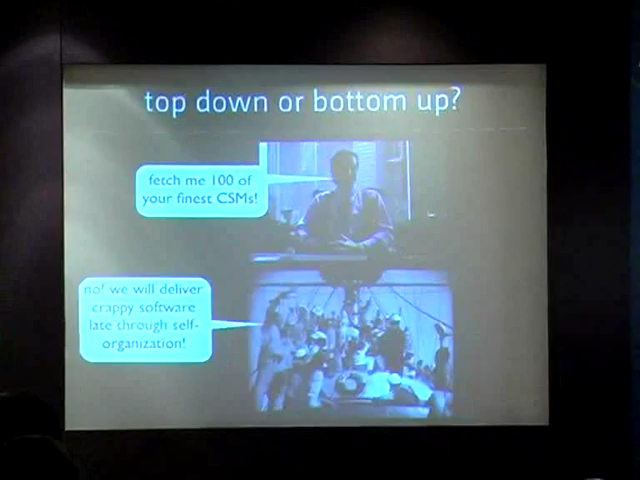 top down or bottom up?
fetch me 100 of
your finest CSMs!
no! we will deliver
crappy software
late through self-
organization!